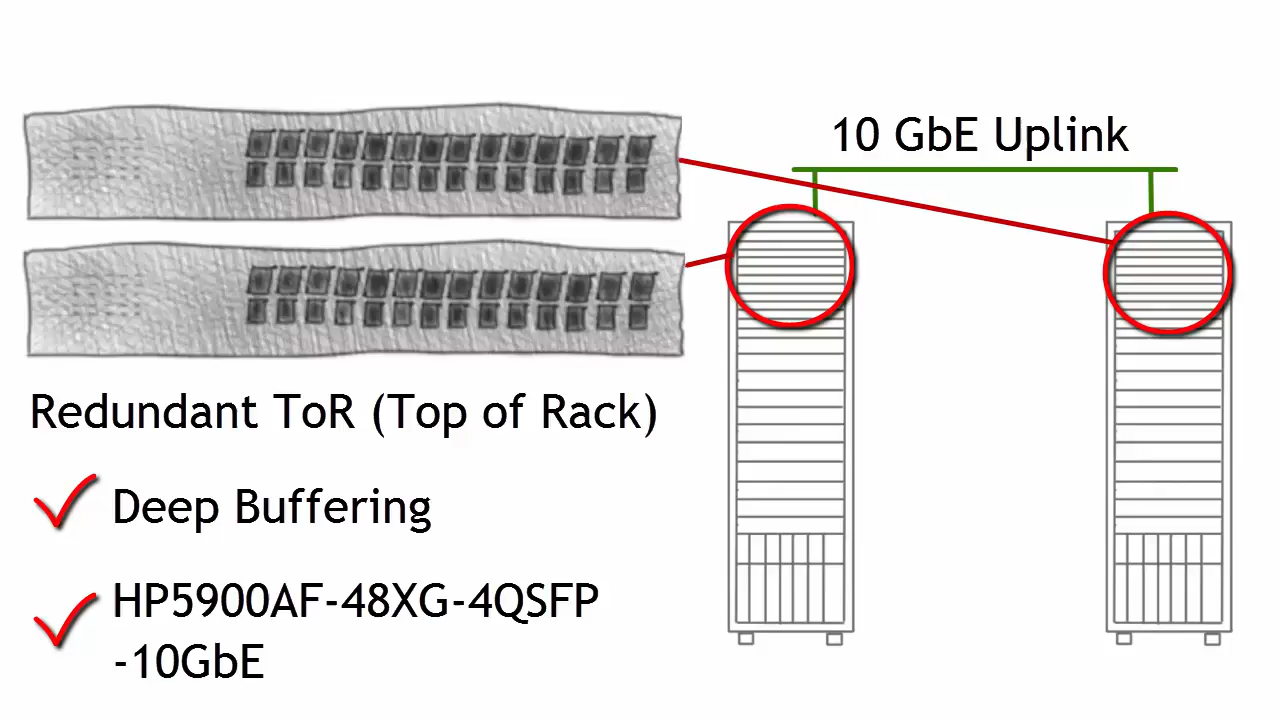 10 GbE Uplink
Redundant ToR (Top of Rack)
Deep Buffering
HP5900AF-48XG-4QSFP
-10GbE